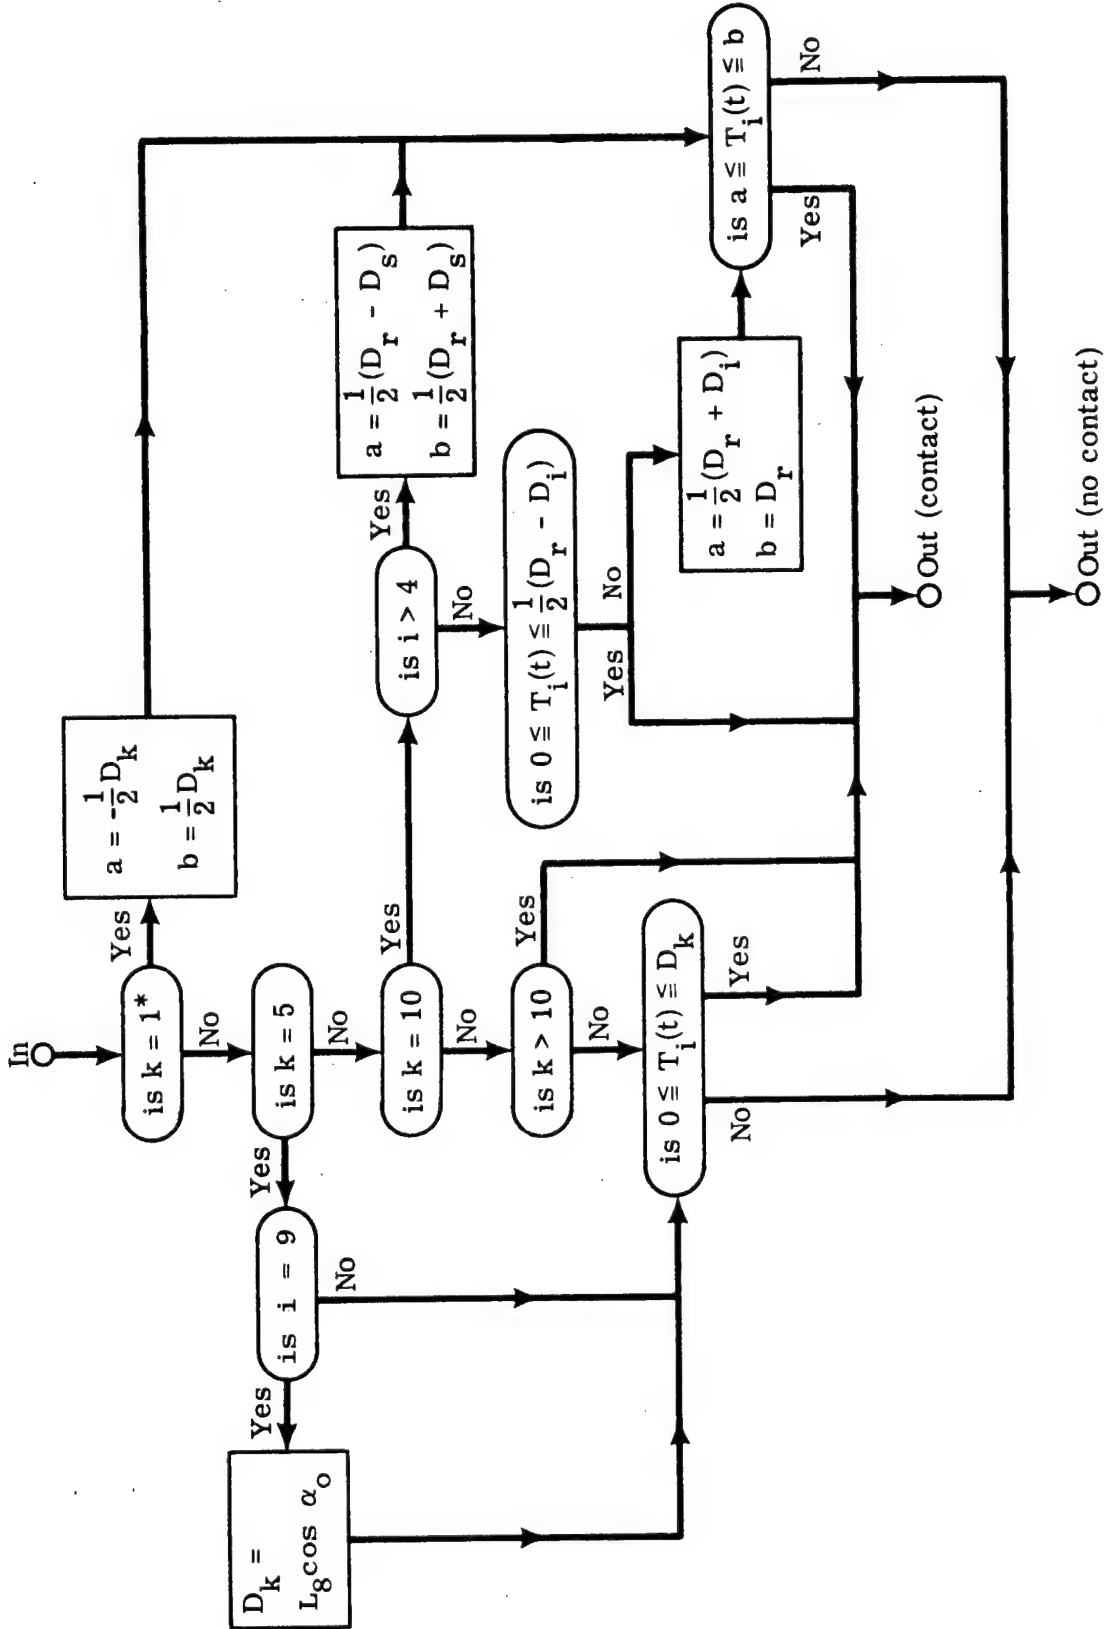 In
is k = 1*
Yes
a = -1/2 D_k
b = 1/2 D_k
No
is k = 5
Yes
is i = 9
Yes
D_k =
L_8 cos α_o
No
No
is k = 10
Yes
is i > 4
Yes
a = 1/2 (D_r - D_s)
b = 1/2 (D_r + D_s)
No
is 0 ≦ T_i(t) ≦ 1/2 (D_r - D_i)
Yes
No
a = 1/2 (D_r + D_i)
b = D_r
is a ≦ T_i(t) ≦ b
Yes
No
No
is k > 10
Yes
No
is 0 ≦ T_i(t) ≦ D_k
No
Yes
Out (contact)
Out (no contact)